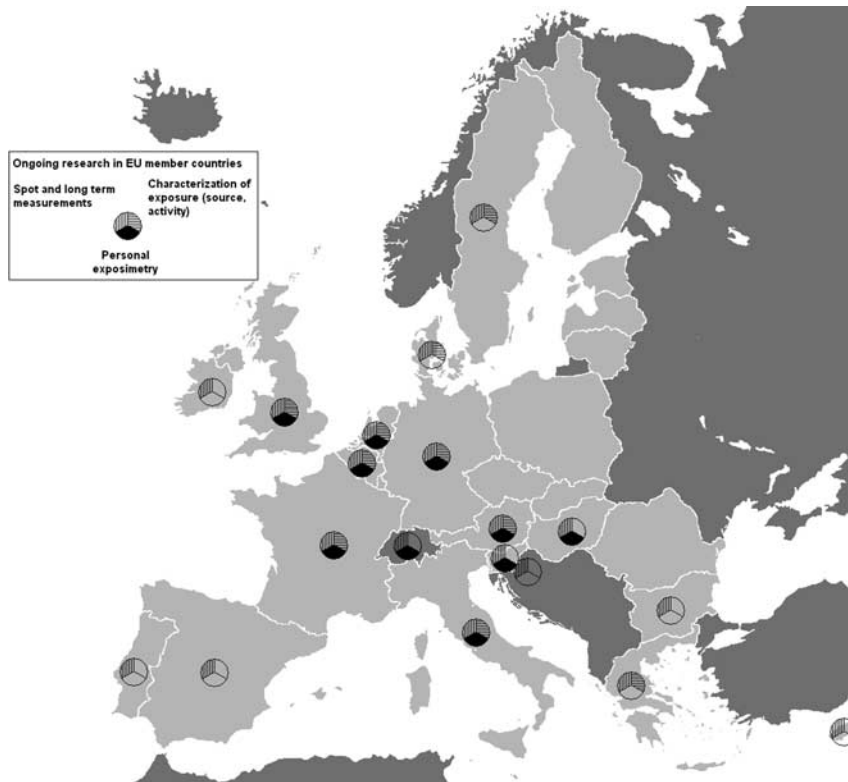 Ongoing research in EU member countries
Spot and long term
measurements
Characterization of
exposure (source,
activity)
Personal
exposimetry